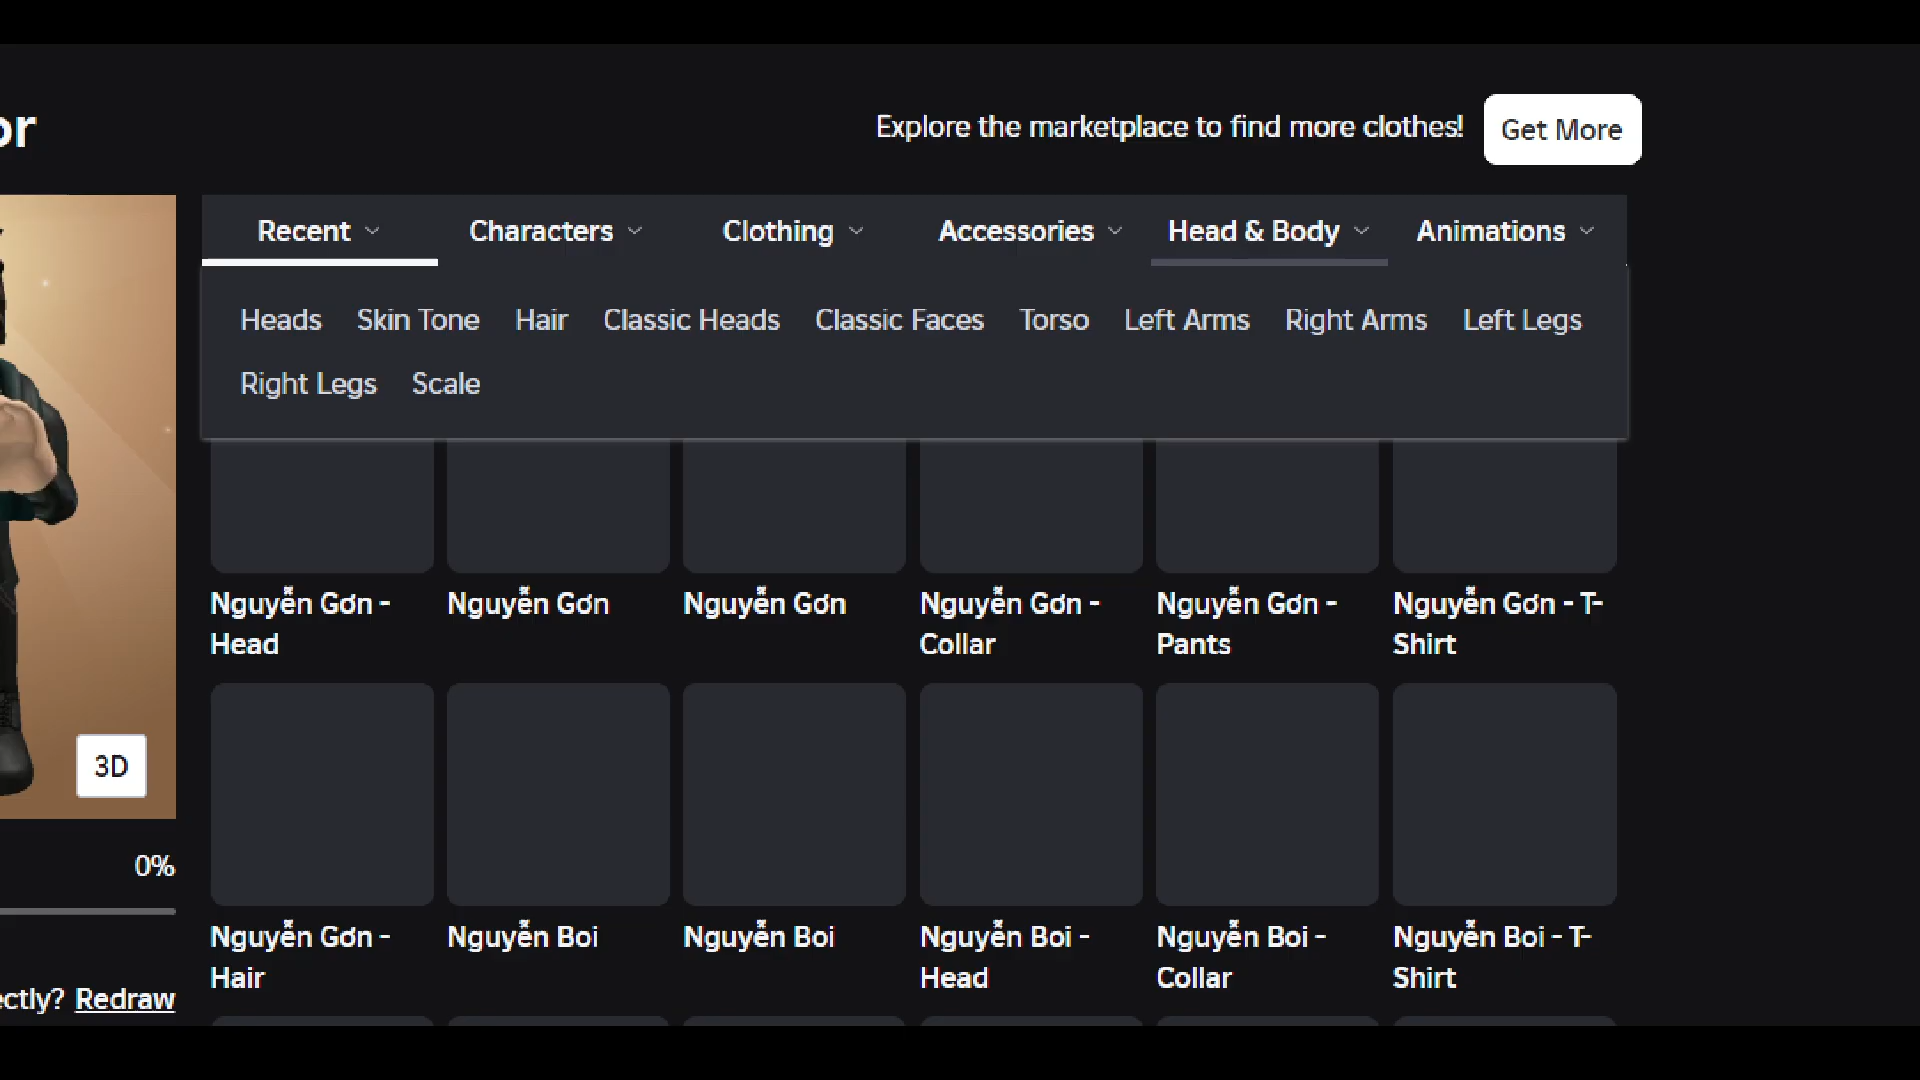 or
Explore the marketplace to find more clothes! Get More
Recent Characters Clothing Accessories Head & Body Animations
Heads Skin Tone Hair Classic Heads Classic Faces Torso Left Arms Right Arms Left Legs
Right Legs Scale
Nguyễn Gơn - Head
Nguyễn Gơn
Nguyễn Gơn
Nguyễn Gơn - Collar
Nguyễn Gơn - Pants
Nguyễn Gơn - T-Shirt
3D
0%
Nguyễn Gơn - Hair
Nguyễn Boi
Nguyễn Boi
Nguyễn Boi - Head
Nguyễn Boi - Collar
Nguyễn Boi - T-Shirt
ectly? Redraw